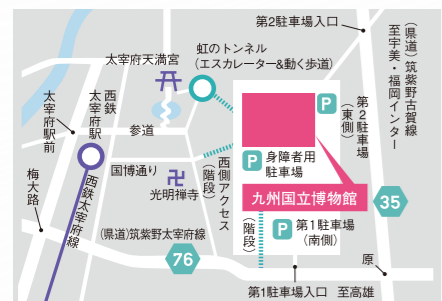 第2駐車場入口
(県道)筑紫野古賀線
至宇美・福岡インター
太宰府天満宮
虹のトンネル
(エスカレーター&動く歩道)
P
第2駐車場
(東側)
西鉄
太宰府駅
太宰府駅前
参道
国博通り
光明禅寺
西側アクセス
(階段)
P
身障者用
駐車場
九州国立博物館
35
梅大路
西鉄太宰府線
(県道)筑紫野太宰府線
76
(階段)
P
第1駐車場
(南側)
原
第1駐車場入口
至高雄